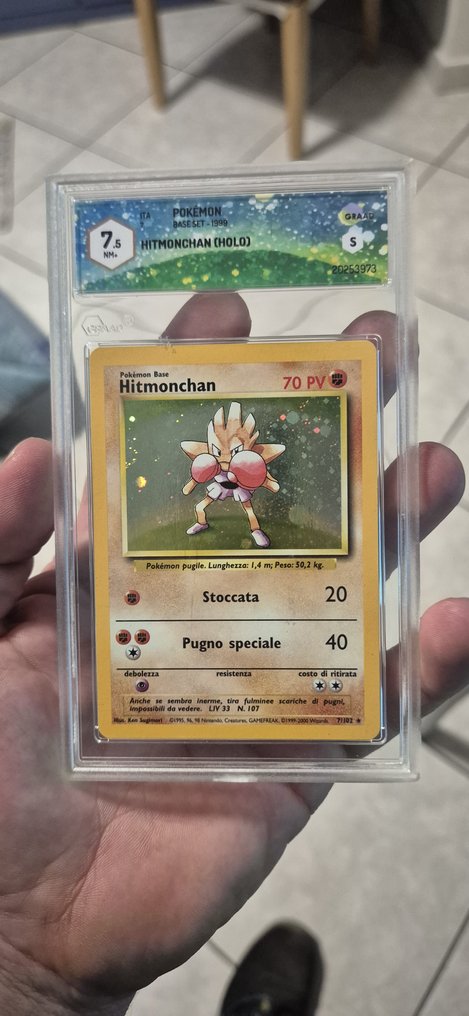 ITA
7
POKÉMON
BASE SET - 1999
HITMONCHAN (HOLO)
7.5
NM+
GRAAD
S
20253973
Pokémon Base
Hitmonchan
70 PV
Pokémon pugile. Lunghezza: 1,4 m; Peso: 50,2 kg.
Stoccata 20
Pugno speciale 40
debolezza resistenza costo di ritirata
Anche se sembra inerme, tira fulminee scariche di pugni,
impossibili da vedere. LIV 33 N. 107
Illus. Ken Sugimori ©1995, 96, 98 Nintendo, Creatures, GAMEFREAK. ©1999-2000 Wizards. 7/102 ★